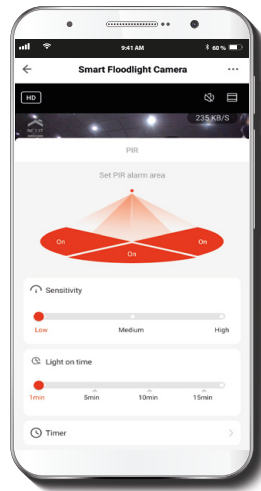 9:41 AM 60 %
Smart Floodlight Camera
HD
235 KB/S
PIR
Set PIR alarm area
On On
On
Sensitivity
Low Medium High
Light on time
1min 5min 10min 15min
Timer